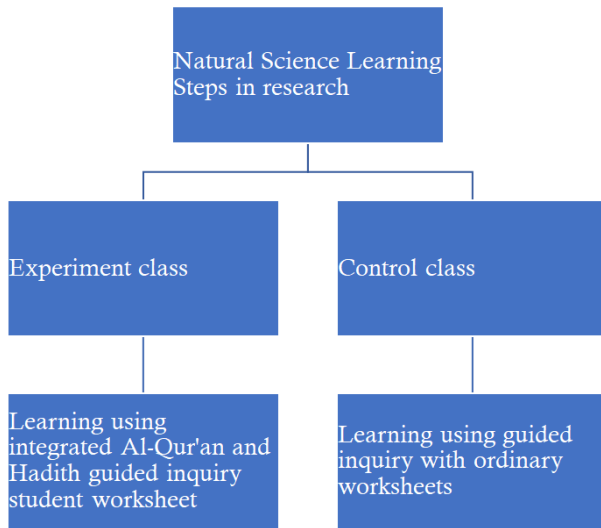 Natural Science Learning
Steps in research
Experiment class
Control class
Learning using
integrated Al-Qur'an and
Hadith guided inquiry
student worksheet
Learning using guided
inquiry with ordinary
worksheets